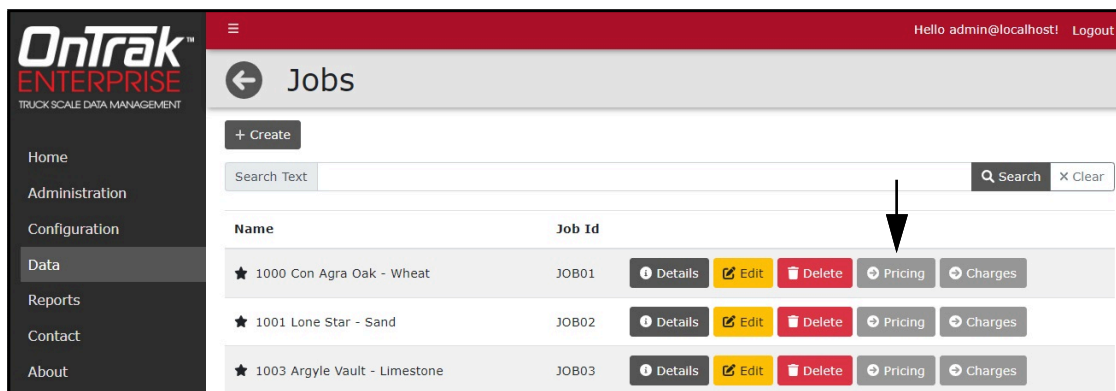 OnTrak™
ENTERPRISE
TRUCK SCALE DATA MANAGEMENT
Home
Administration
Configuration
Data
Reports
Contact
About
Hello admin@localhost! Logout
Jobs
+ Create
Search Text Search X Clear
Name Job Id
1000 Con Agra Oak - Wheat JOB01 Details Edit Delete Pricing Charges
1001 Lone Star - Sand JOB02 Details Edit Delete Pricing Charges
1003 Argyle Vault - Limestone JOB03 Details Edit Delete Pricing Charges